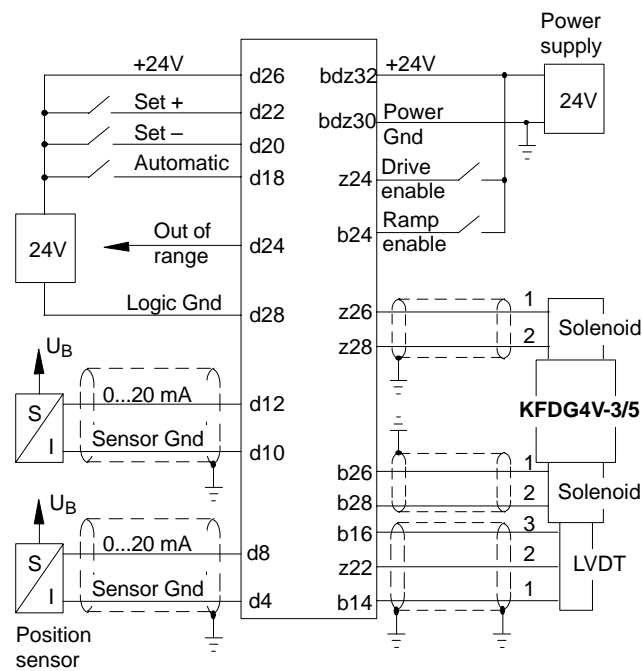 Power
supply
24V
+24V
d26
bdz32
+24V
Set +
d22
bdz30
Power
Gnd
Set –
d20
Automatic
d18
z24
Drive
enable
24V
Out of
range
d24
b24
Ramp
enable
Logic Gnd
d28
z26
1
Solenoid
z28
2
U_B
S
I
0...20 mA
d12
KFDG4V-3/5
Sensor Gnd
d10
b26
1
Solenoid
b28
2
U_B
S
I
0...20 mA
d8
b16
3
LVDT
z22
2
Sensor Gnd
d4
b14
1
Position
sensor